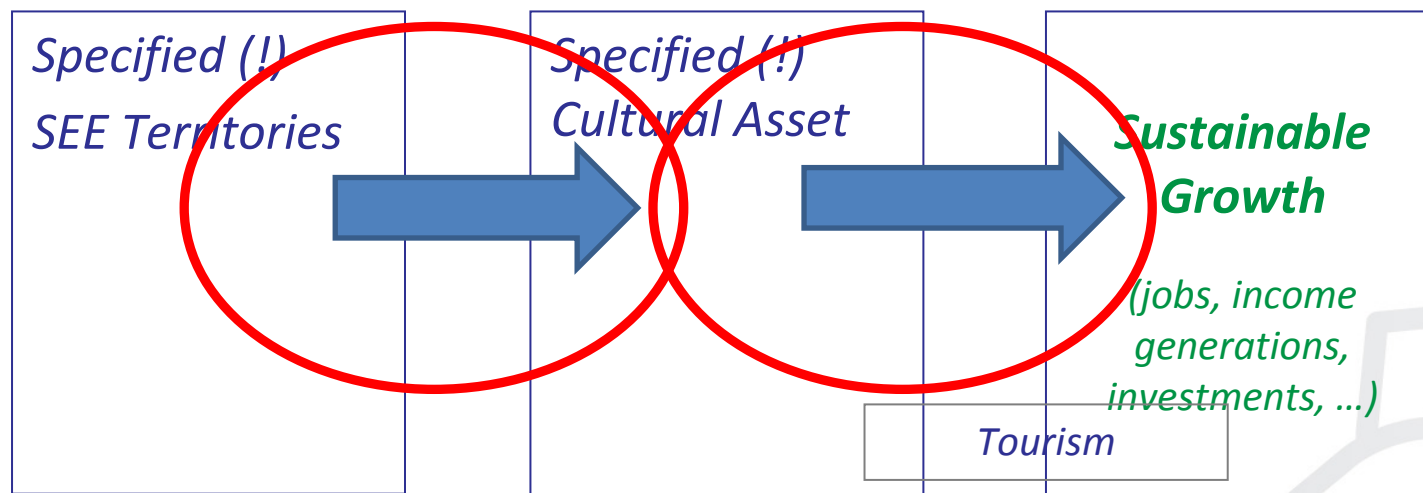 Specified (!)
SEE Territories
Specified (!)
Cultural Asset
Sustainable
Growth
(jobs, income
generations,
investments, …)
Tourism